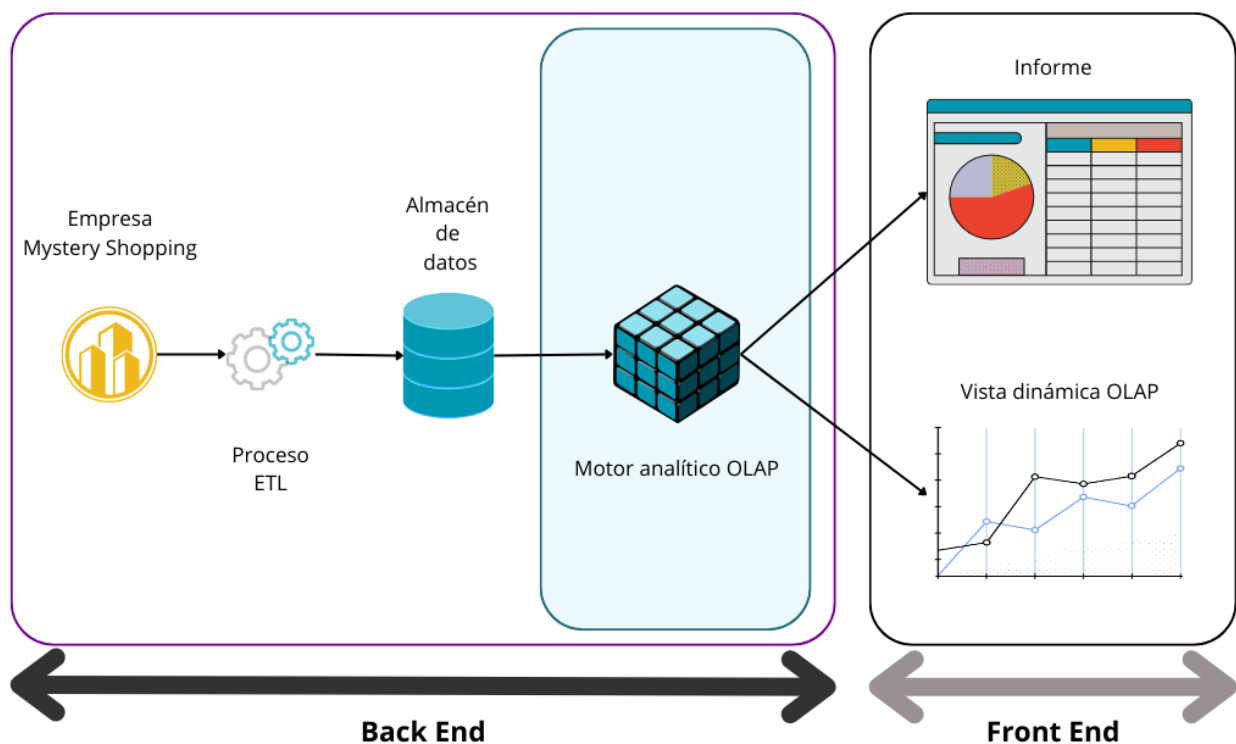 Informe
Empresa
Mystery Shopping
Almacén
de
datos
Proceso
ETL
Motor analítico OLAP
Vista dinámica OLAP
Back End
Front End